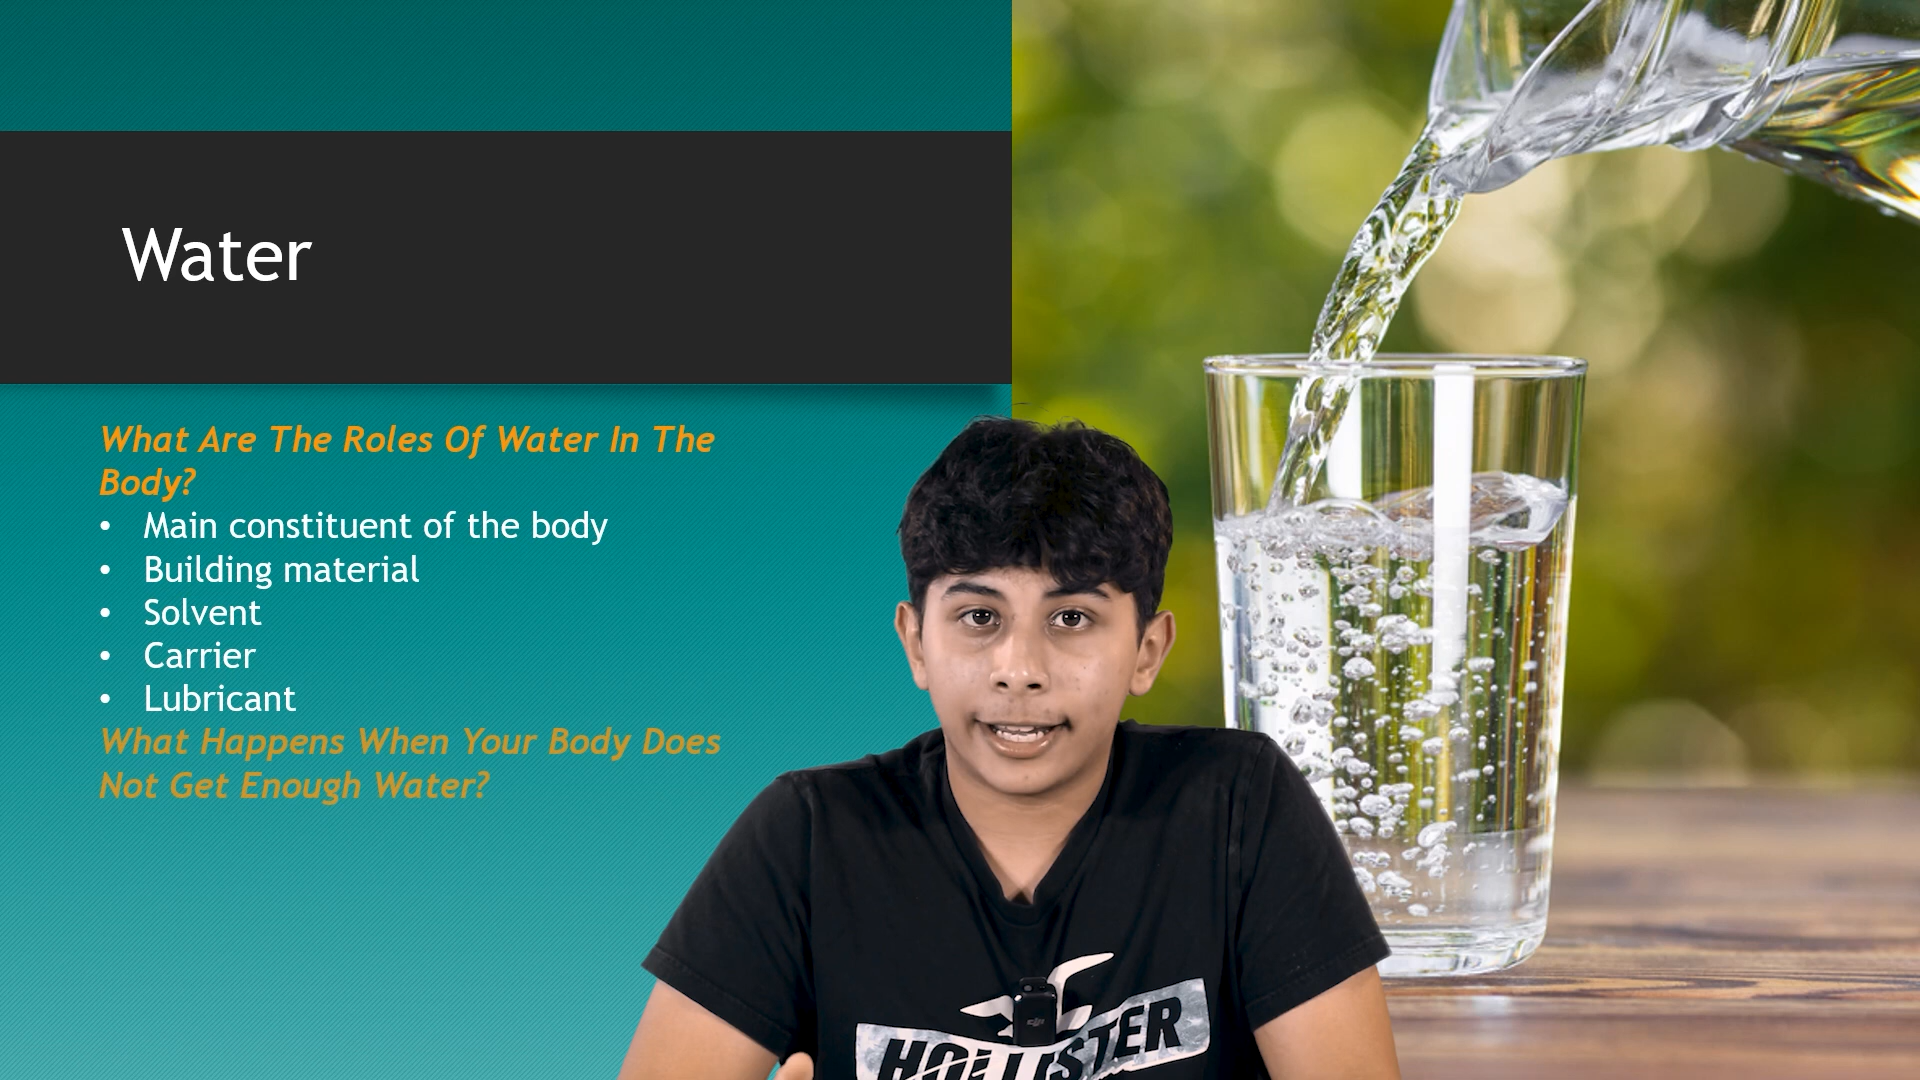 Water
What Are The Roles Of Water In The
Body?
• Main constituent of the body
• Building material
• Solvent
• Carrier
• Lubricant
What Happens When Your Body Does
Not Get Enough Water?
HOLLISTER